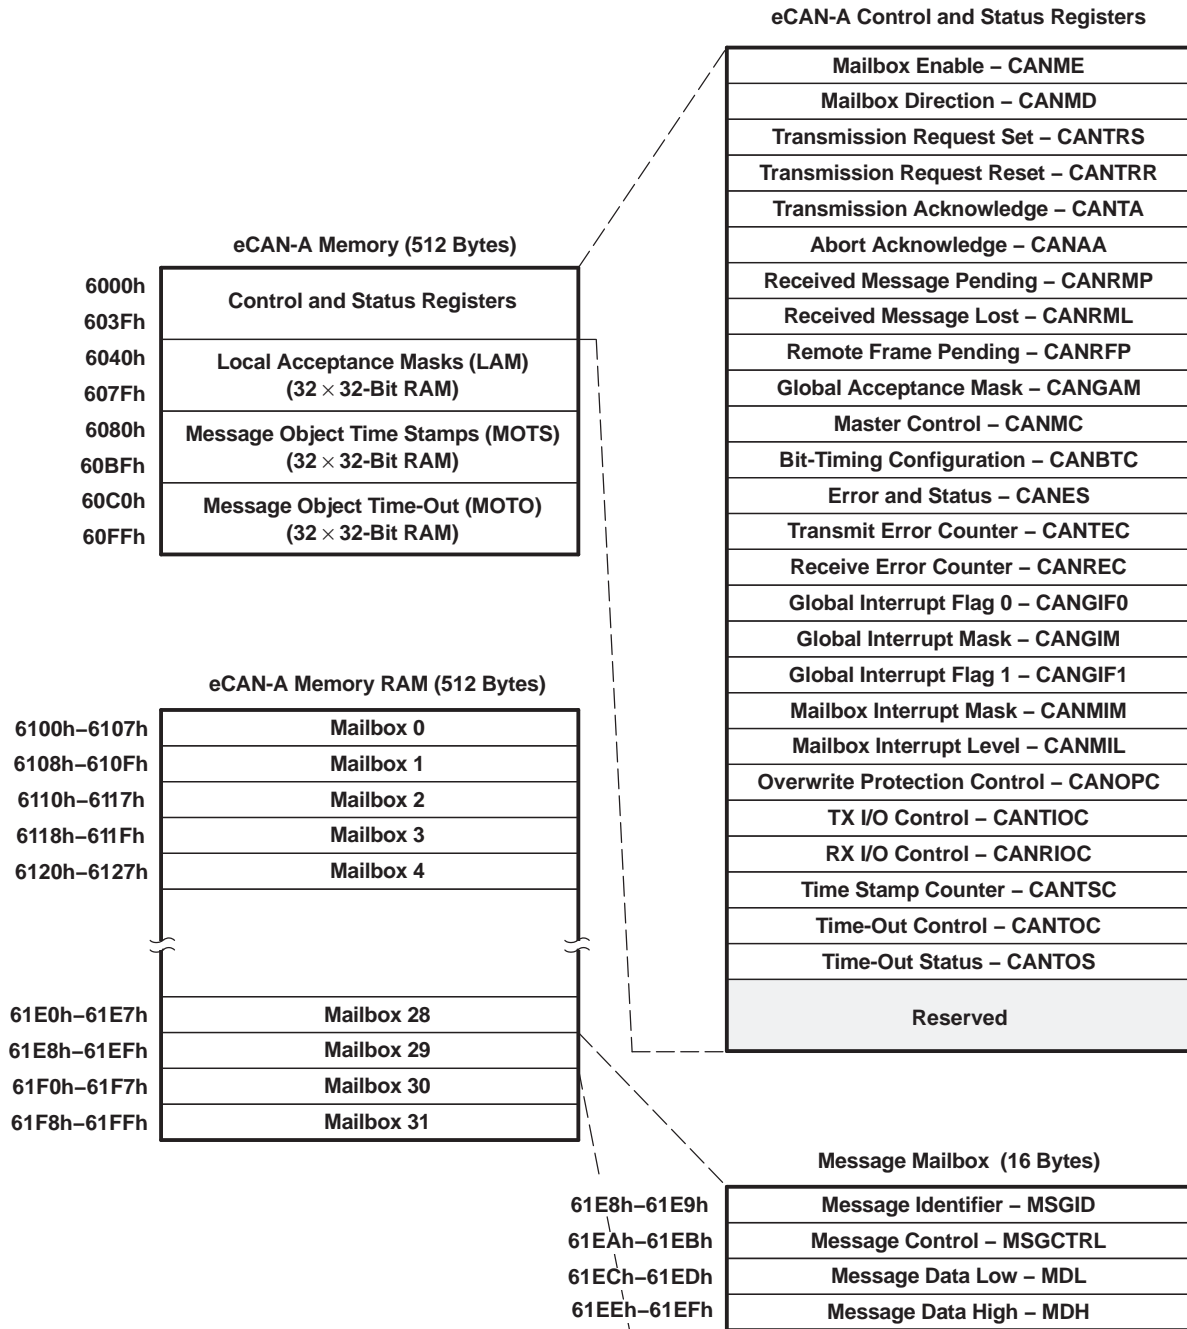 eCAN-A Control and Status Registers
Mailbox Enable – CANME
Mailbox Direction – CANMD
Transmission Request Set – CANTRS
Transmission Request Reset – CANTRR
Transmission Acknowledge – CANTA
Abort Acknowledge – CANAA
Received Message Pending – CANRMP
Received Message Lost – CANRML
Remote Frame Pending – CANRFP
Global Acceptance Mask – CANGAM
Master Control – CANMC
Bit-Timing Configuration – CANBTC
Error and Status – CANES
Transmit Error Counter – CANTEC
Receive Error Counter – CANREC
Global Interrupt Flag 0 – CANGIF0
Global Interrupt Mask – CANGIM
Global Interrupt Flag 1 – CANGIF1
Mailbox Interrupt Mask – CANMIM
Mailbox Interrupt Level – CANMIL
Overwrite Protection Control – CANOPC
TX I/O Control – CANTIOC
RX I/O Control – CANRIOC
Time Stamp Counter – CANTSC
Time-Out Control – CANTOC
Time-Out Status – CANTOS
Reserved
eCAN-A Memory (512 Bytes)
6000h
Control and Status Registers
603Fh
6040h
Local Acceptance Masks (LAM)
(32 × 32-Bit RAM)
607Fh
6080h
Message Object Time Stamps (MOTS)
(32 × 32-Bit RAM)
60BFh
60C0h
Message Object Time-Out (MOTO)
(32 × 32-Bit RAM)
60FFh
eCAN-A Memory RAM (512 Bytes)
6100h–6107h Mailbox 0
6108h–610Fh Mailbox 1
6110h–6117h Mailbox 2
6118h–611Fh Mailbox 3
6120h–6127h Mailbox 4
61E0h–61E7h Mailbox 28
61E8h–61EFh Mailbox 29
61F0h–61F7h Mailbox 30
61F8h–61FFh Mailbox 31
Message Mailbox (16 Bytes)
61E8h–61E9h Message Identifier – MSGID
61EAh–61EBh Message Control – MSGCTRL
61ECh–61EDh Message Data Low – MDL
61EEh–61EFh Message Data High – MDH